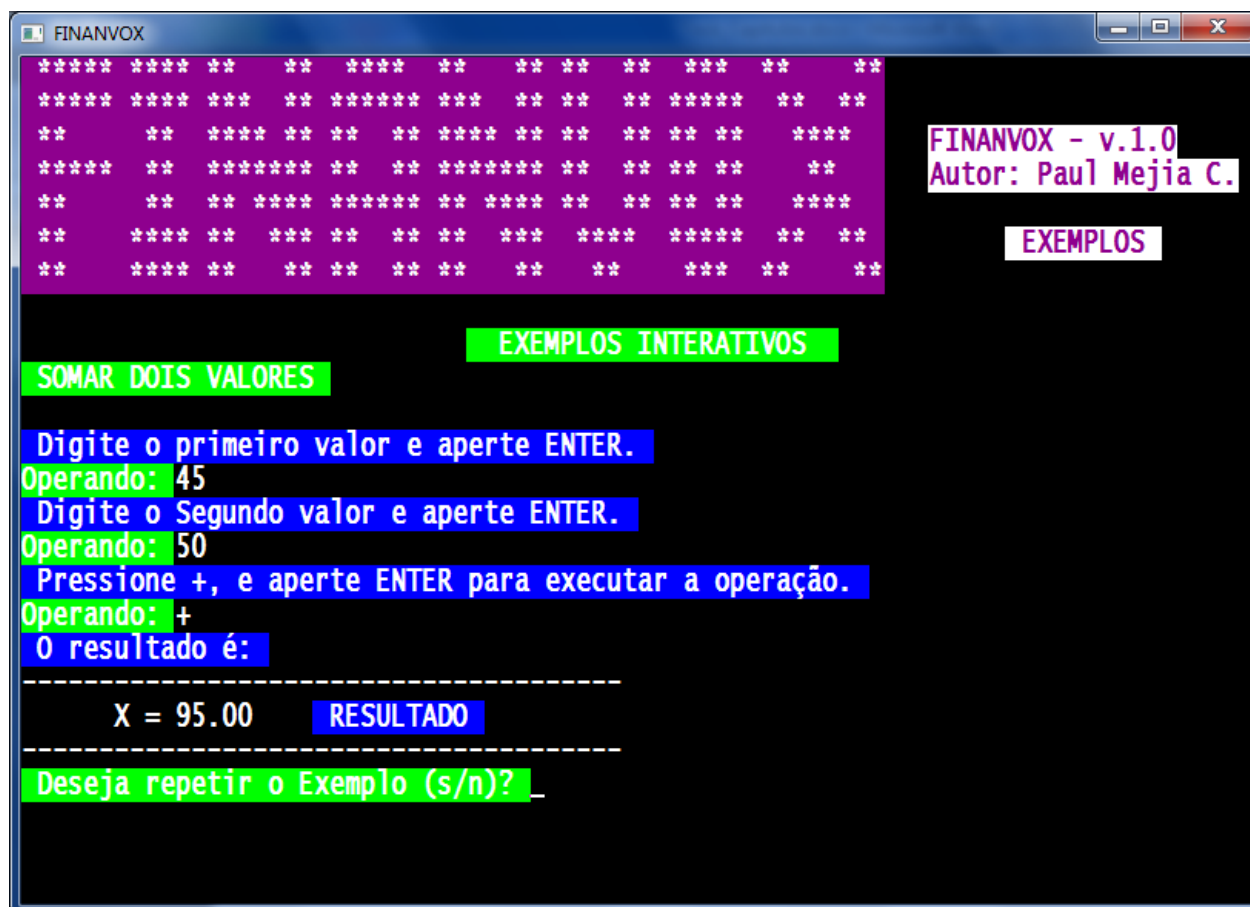 FINANVOX
FINANVOX - v.1.0
Autor: Paul Mejia C.
EXEMPLOS
EXEMPLOS INTERATIVOS
SOMAR DOIS VALORES
Digite o primeiro valor e aperte ENTER.
Operando: 45
Digite o Segundo valor e aperte ENTER.
Operando: 50
Pressione +, e aperte ENTER para executar a operação.
Operando: +
O resultado é:
---------------------------------------
X = 95.00 RESULTADO
---------------------------------------
Deseja repetir o Exemplo (s/n)? _